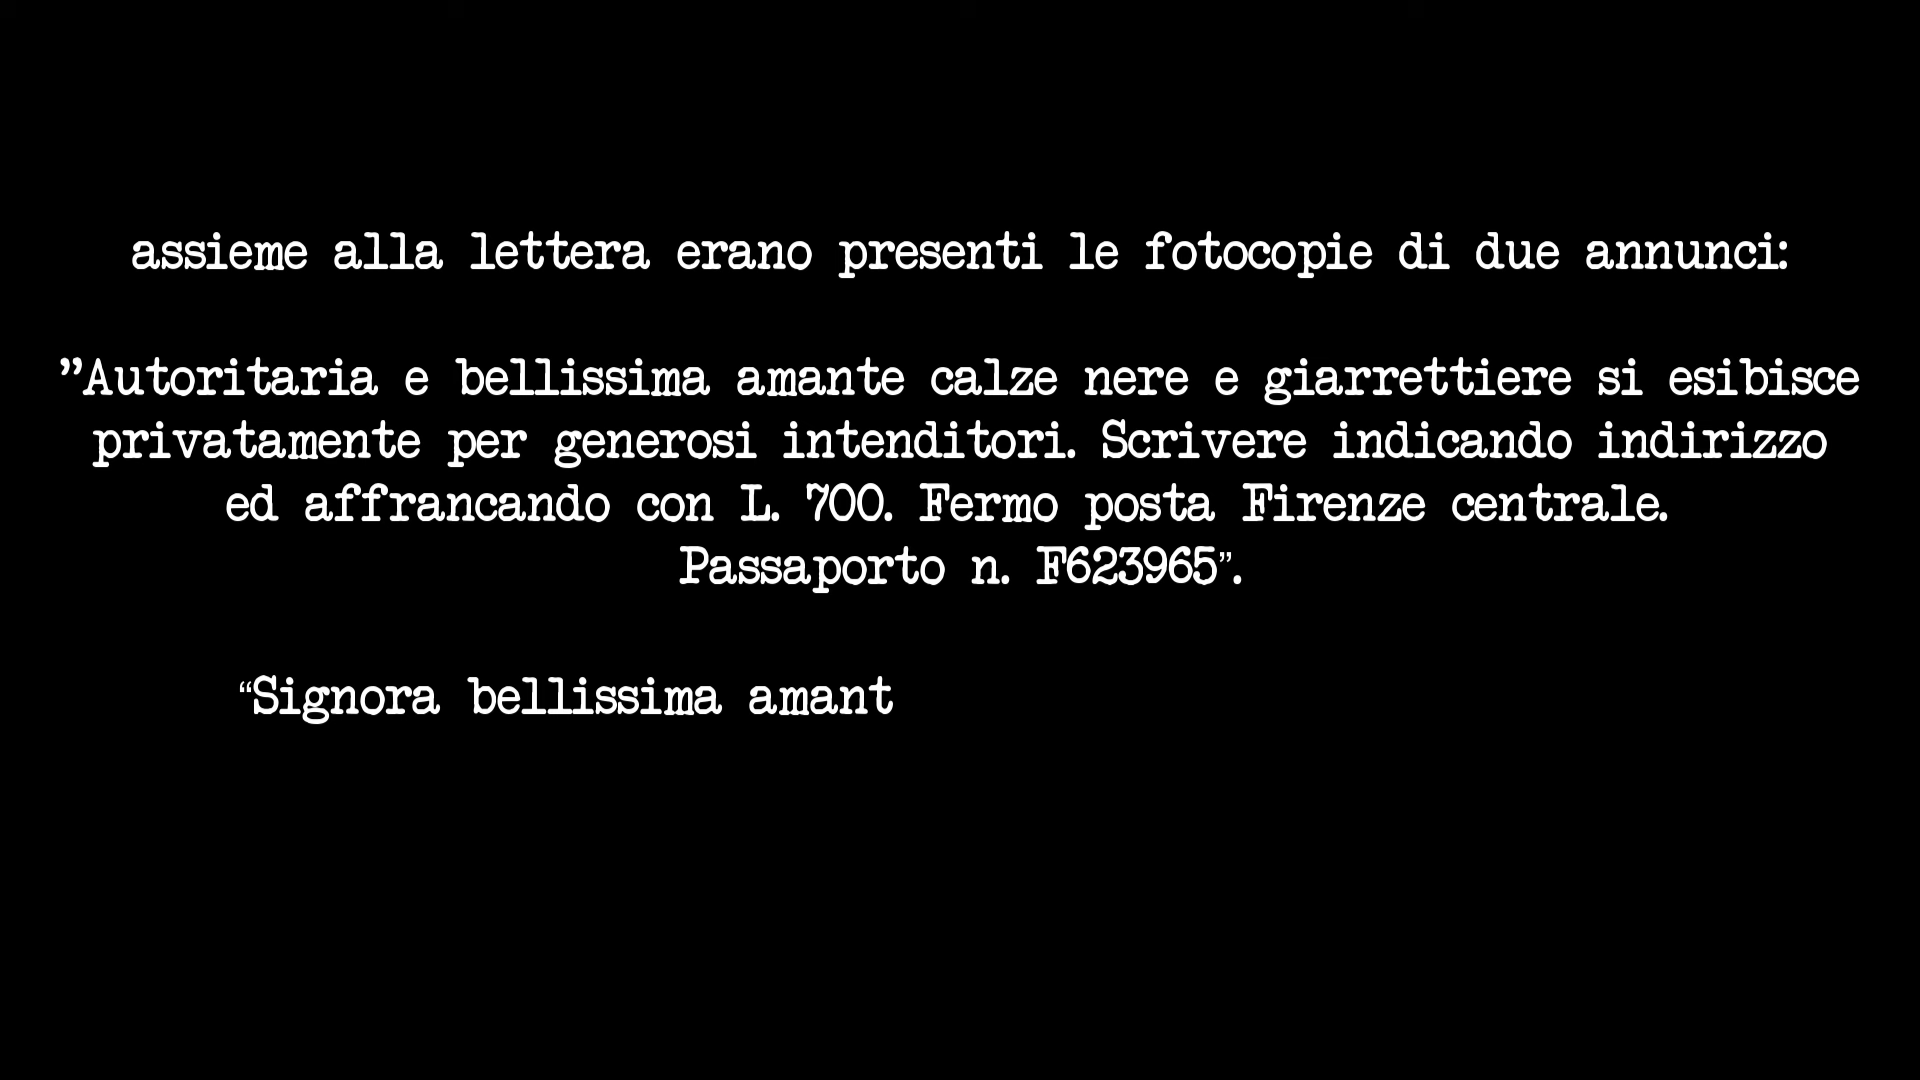 assieme alla lettera erano presenti le fotocopie di due annunci:
”Autoritaria e bellissima amante calze nere e giarrettiere si esibisce
privatamente per generosi intenditori. Scrivere indicando indirizzo
ed affrancando con L. 700. Fermo posta Firenze centrale.
Passaporto n. F623965”.
“Signora bellissima amant